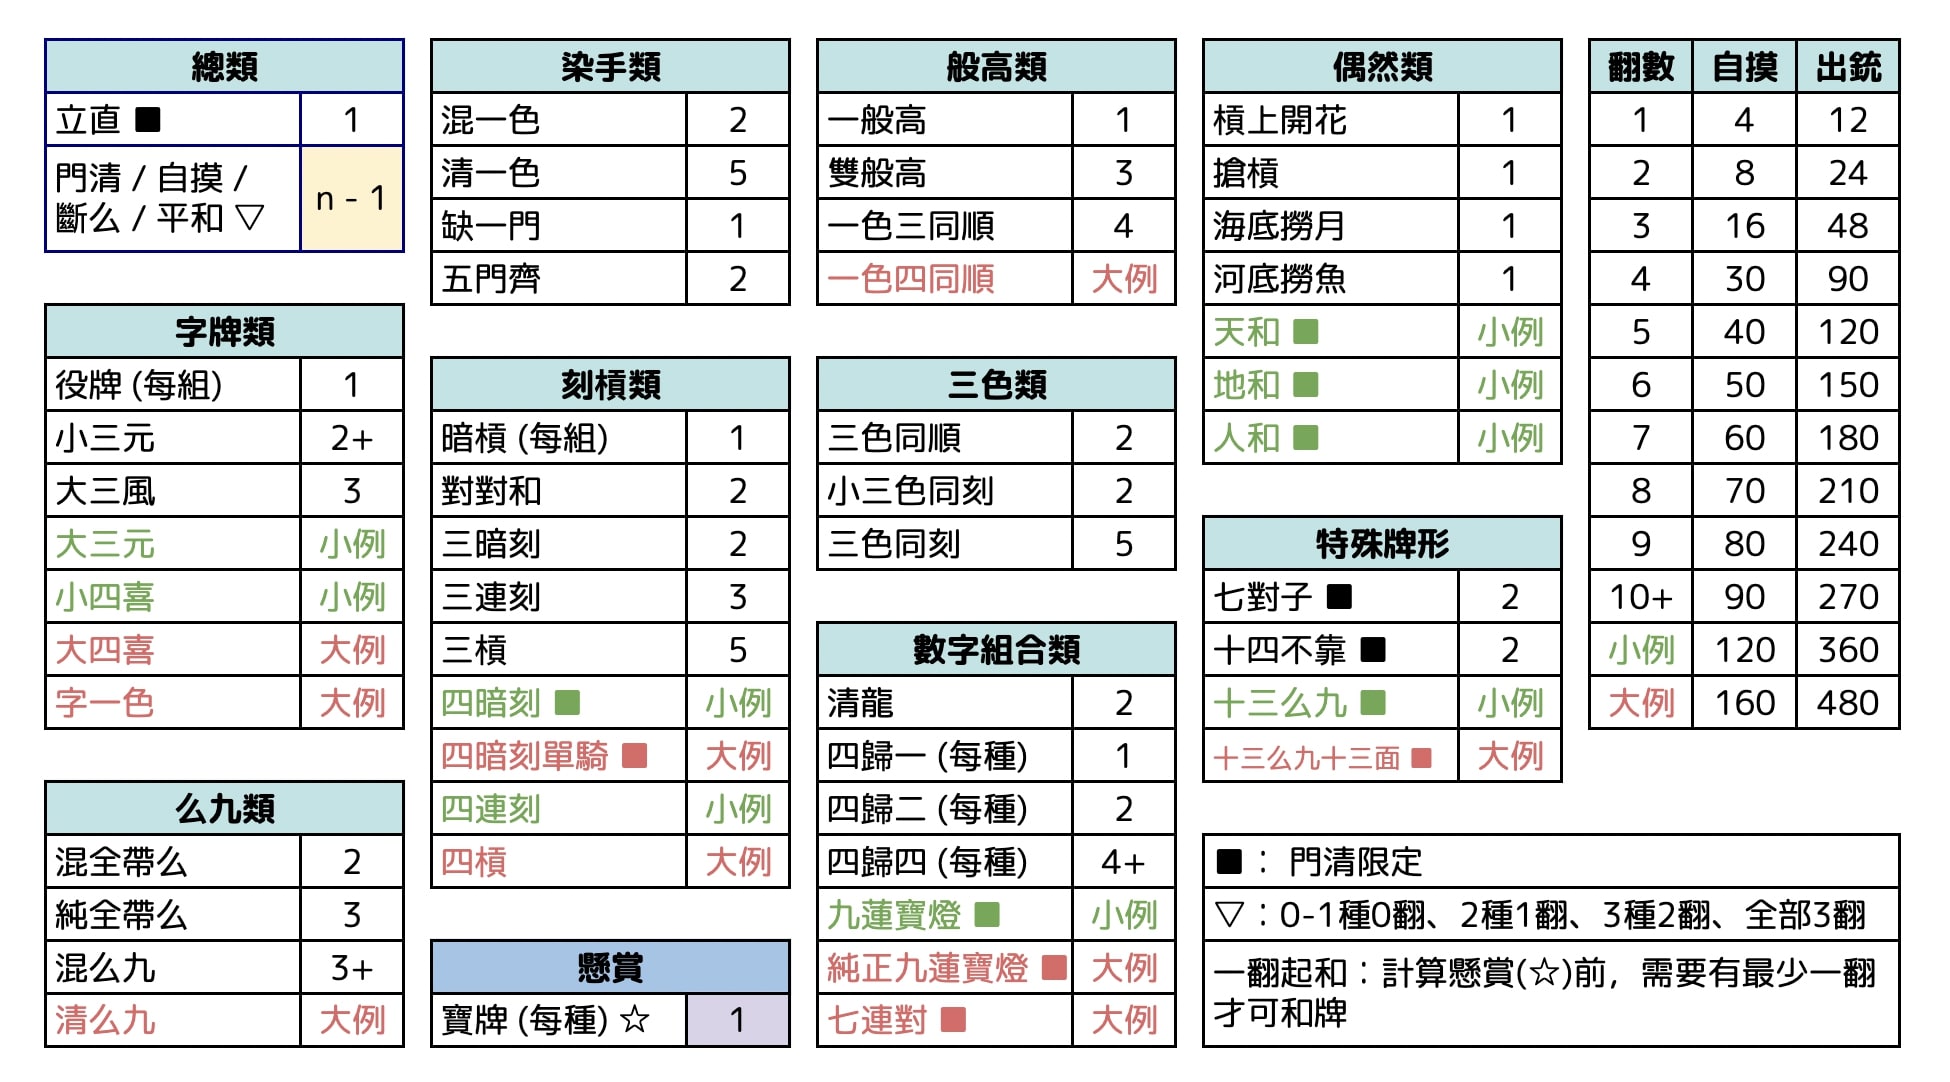 總類
立直 ■ 1
門清 / 自摸 /
斷么 / 平和 ▽ n - 1
字牌類
役牌 (每組) 1
小三元 2+
大三風 3
大三元 小例
小四喜 小例
大四喜 大例
字一色 大例
么九類
混全帶么 2
純全帶么 3
混么九 3+
清么九 大例
染手類
混一色 2
清一色 5
缺一門 1
五門齊 2
刻槓類
暗槓 (每組) 1
對對和 2
三暗刻 2
三連刻 3
三槓 5
四暗刻 ■ 小例
四暗刻單騎 ■ 大例
四連刻 小例
四槓 大例
懸賞
寶牌 (每種) ☆ 1
般高類
一般高 1
雙般高 3
一色三同順 4
一色四同順 大例
三色類
三色同順 2
小三色同刻 2
三色同刻 5
數字組合類
清龍 2
四歸一 (每種) 1
四歸二 (每種) 2
四歸四 (每種) 4+
九蓮寶燈 ■ 小例
純正九蓮寶燈 ■ 大例
七連對 ■ 大例
偶然類
槓上開花 1
搶槓 1
海底撈月 1
河底撈魚 1
天和 ■ 小例
地和 ■ 小例
人和 ■ 小例
特殊牌形
七對子 ■ 2
十四不靠 ■ 2
十三么九 ■ 小例
十三么九十三面 ■ 大例
翻數 自摸 出銃
1 4 12
2 8 24
3 16 48
4 30 90
5 40 120
6 50 150
7 60 180
8 70 210
9 80 240
10+ 90 270
小例 120 360
大例 160 480
■： 門清限定
▽：0-1種0翻、2種1翻、3種2翻、全部3翻
一翻起和：計算懸賞(☆)前，需要有最少一翻
才可和牌